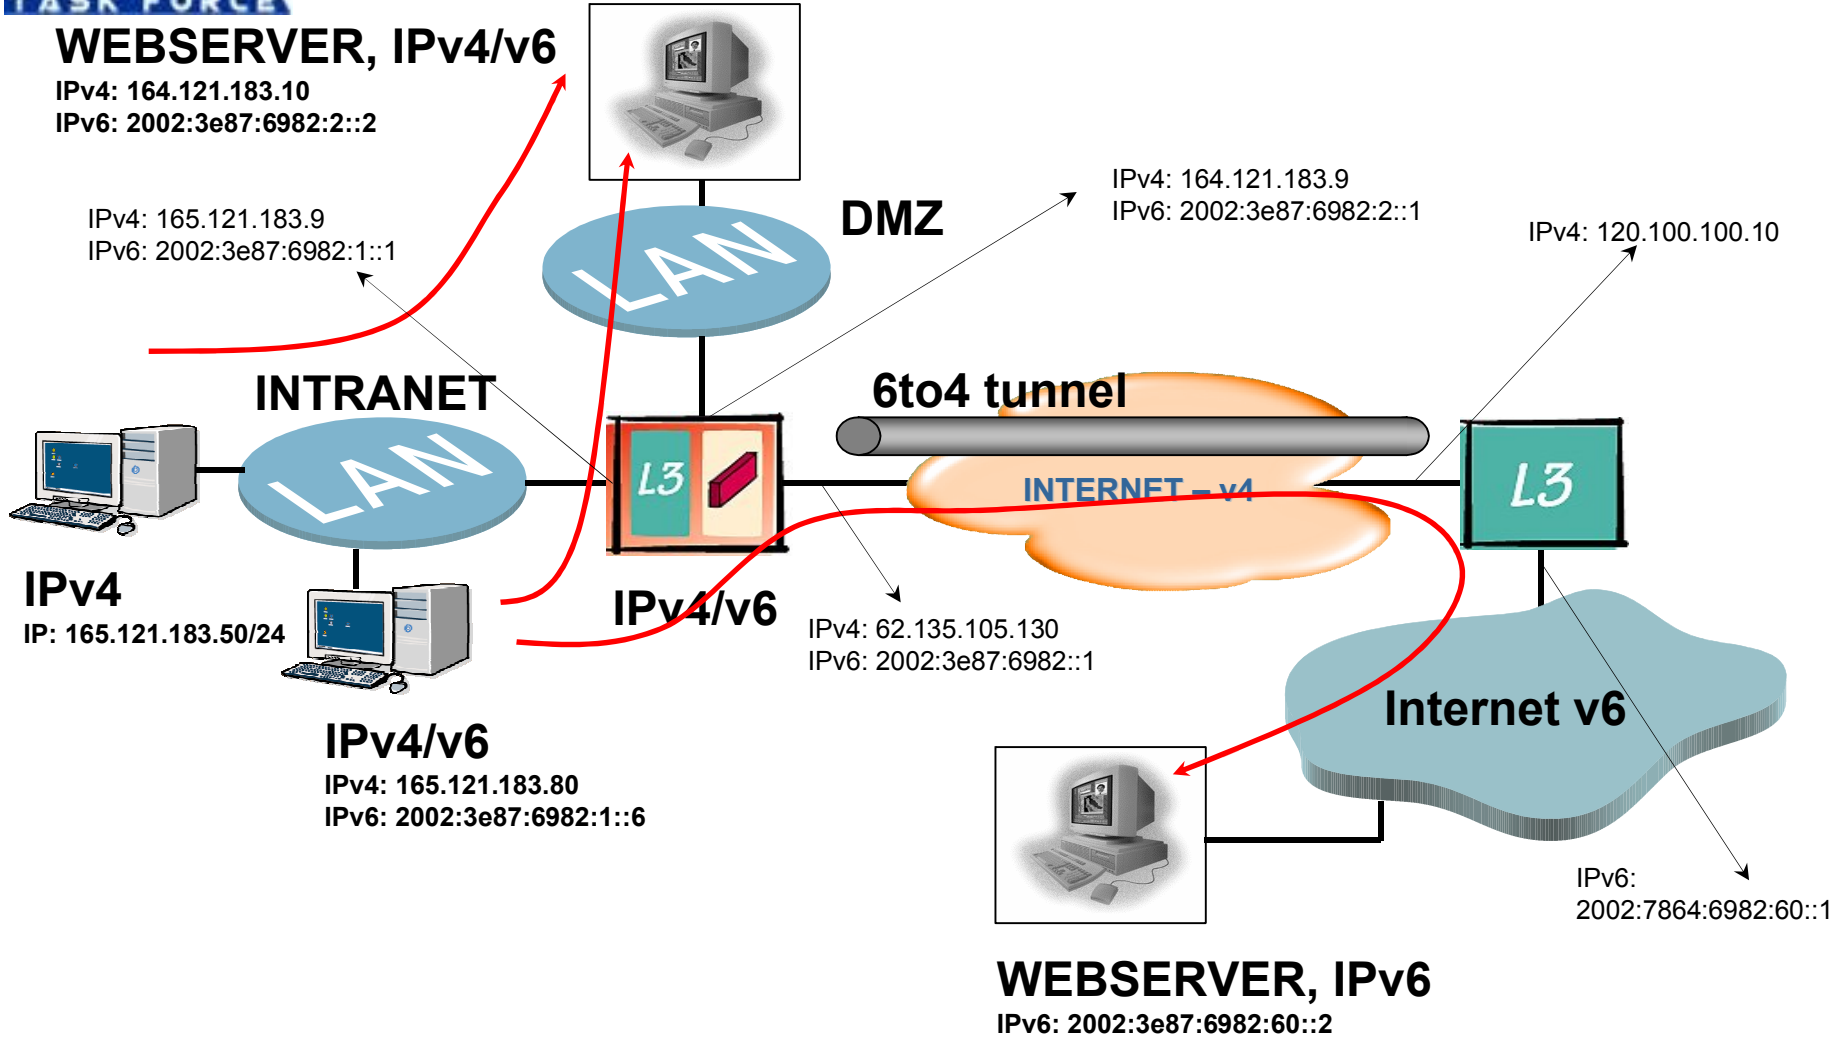 TASK FORCE
WEBSERVER, IPv4/v6
IPv4: 164.121.183.10
IPv6: 2002:3e87:6982:2::2
IPv4: 165.121.183.9
IPv6: 2002:3e87:6982:1::1
LAN
DMZ
IPv4: 164.121.183.9
IPv6: 2002:3e87:6982:2::1
IPv4: 120.100.100.10
INTRANET
LAN
6to4 tunnel
L3
INTERNET – v4
L3
IPv4
IP: 165.121.183.50/24
IPv4/v6
IPv4: 62.135.105.130
IPv6: 2002:3e87:6982::1
IPv4/v6
IPv4: 165.121.183.80
IPv6: 2002:3e87:6982:1::6
Internet v6
IPv6:
2002:7864:6982:60::1
WEBSERVER, IPv6
IPv6: 2002:3e87:6982:60::2